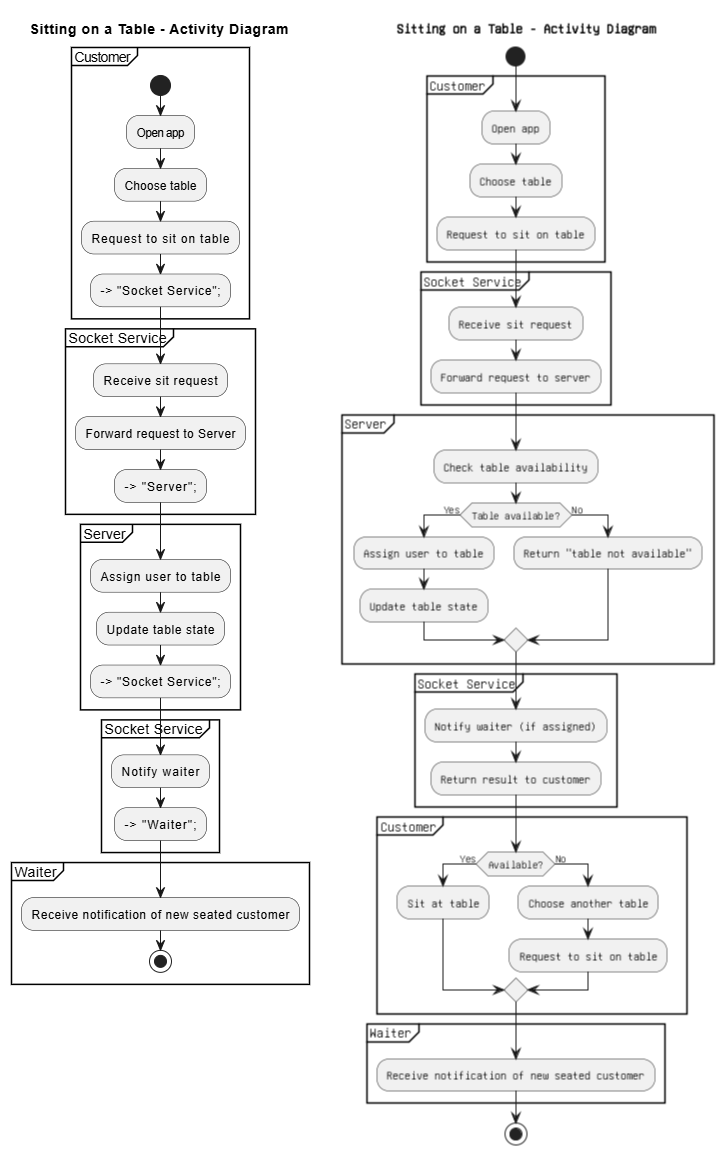 Sitting on a Table - Activity Diagram
Customer
Open app
Choose table
Request to sit on table
-> "Socket Service";
Socket Service
Receive sit request
Forward request to Server
-> "Server";
Server
Assign user to table
Update table state
-> "Socket Service";
Socket Service
Notify waiter
-> "Waiter";
Waiter
Receive notification of new seated customer
Sitting on a Table - Activity Diagram
Customer
Open app
Choose table
Request to sit on table
Socket Service
Receive sit request
Forward request to server
Server
Check table availability
Yes
Table available?
No
Assign user to table
Return "table not available"
Update table state
Socket Service
Notify waiter (if assigned)
Return result to customer
Customer
Yes
Available?
No
Sit at table
Choose another table
Request to sit on table
Waiter
Receive notification of new seated customer